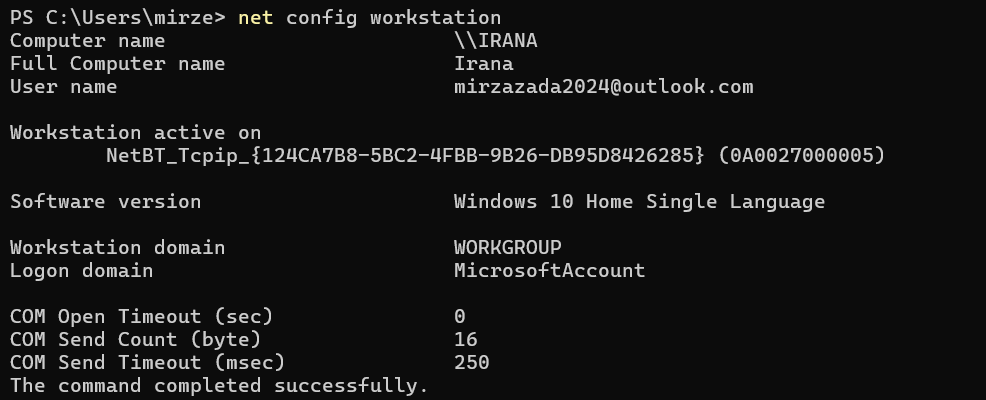 PS C:\Users\mirze> net config workstation
Computer name                        \\IRANA
Full Computer name                   Irana
User name                            mirzazada2024@outlook.com

Workstation active on
        NetBT_Tcpip_{124CA7B8-5BC2-4FBB-9B26-DB95D8426285} (0A0027000005)

Software version                     Windows 10 Home Single Language

Workstation domain                   WORKGROUP
Logon domain                         MicrosoftAccount

COM Open Timeout (sec)               0
COM Send Count (byte)                16
COM Send Timeout (msec)              250
The command completed successfully.